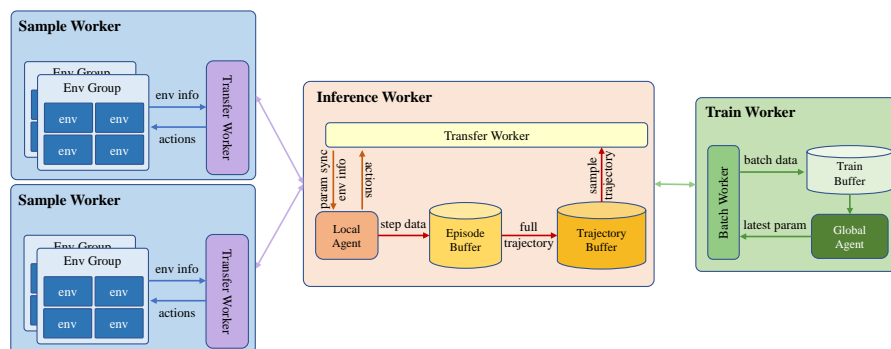 Sample Worker
Env Group
Env Group
env
env
env
env
env info
actions
Transfer Worker
Sample Worker
Env Group
Env Group
env
env
env
env
env info
actions
Transfer Worker
Inference Worker
Transfer Worker
param sync
env info
actions
sample
trajectory
Local
Agent
step data
Episode
Buffer
full
trajectory
Trajectory
Buffer
Train Worker
Batch Worker
batch data
Train
Buffer
latest param
Global
Agent